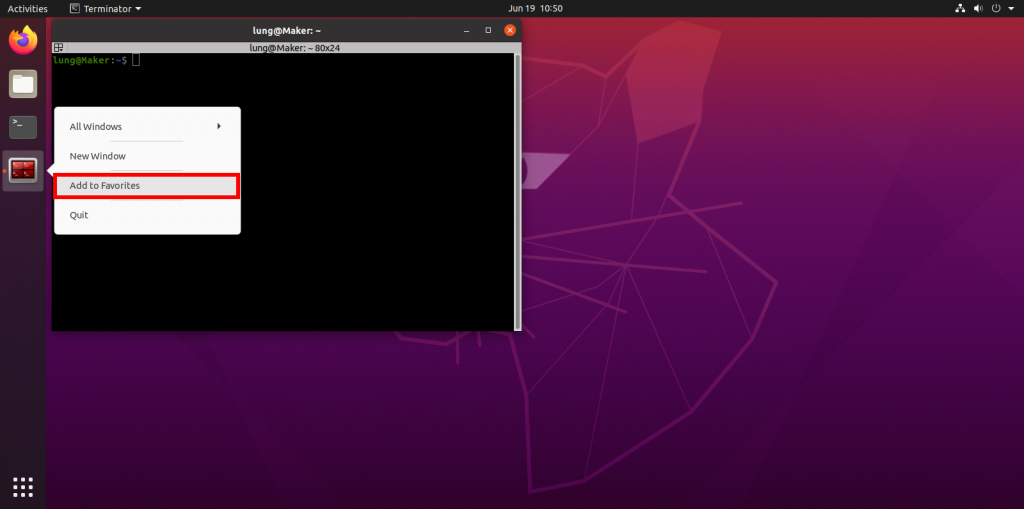 Activities
Terminator
Jun 19 10:50
lung@Maker: ~
lung@Maker: ~ 80x24
lung@Maker:~$
All Windows
New Window
Add to Favorites
Quit